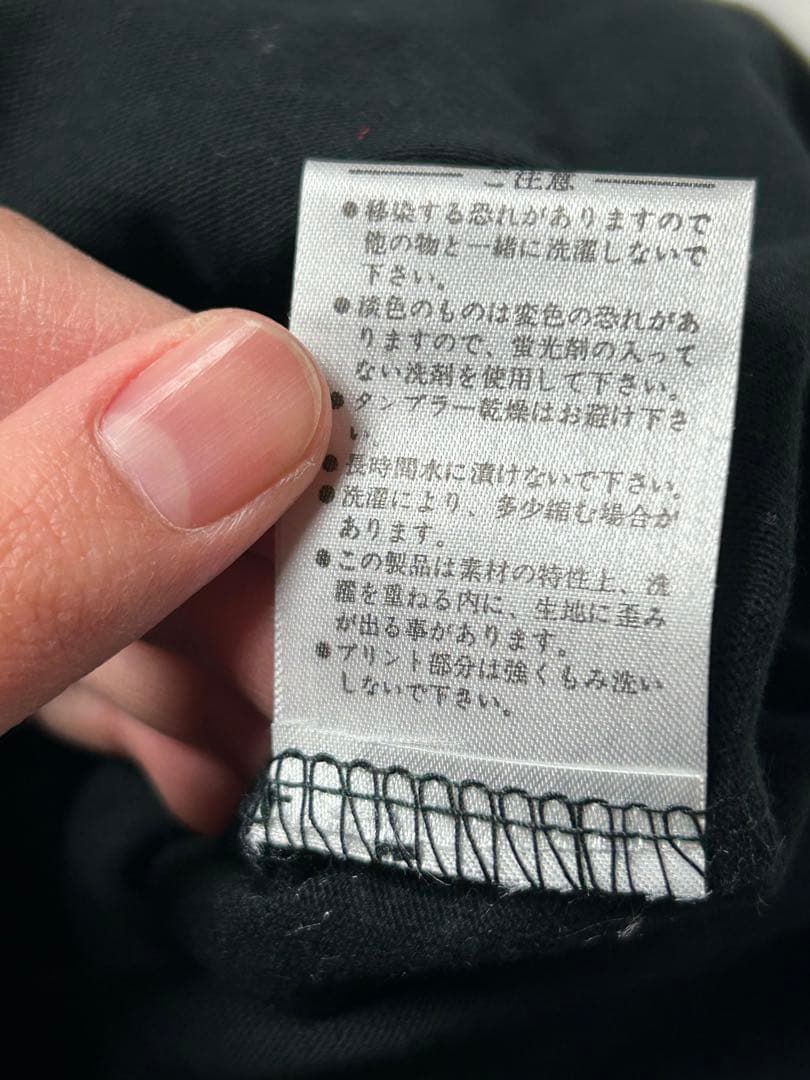 ご注意
●移染する恐れがありますので
他の物と一緒に洗濯しないで
下さい。
●淡色のものは変色の恐れがあ
りますので、蛍光剤の入って
ない洗剤を使用して下さい。
●タンブラー乾燥はお避け下さ
い。
●長時間水に漬けないで下さい。
●洗濯により、多少縮む場合が
あります。
●この製品は素材の特性上、洗
濯を重ねる内に、生地に歪み
が出る事があります。
●プリント部分は強くもみ洗い
しないで下さい。